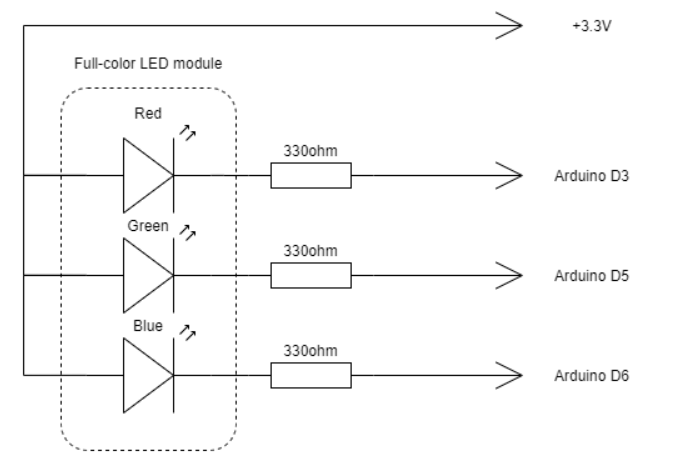 +3.3V
Full-color LED module
Red
330ohm
Arduino D3
Green
330ohm
Arduino D5
Blue
330ohm
Arduino D6